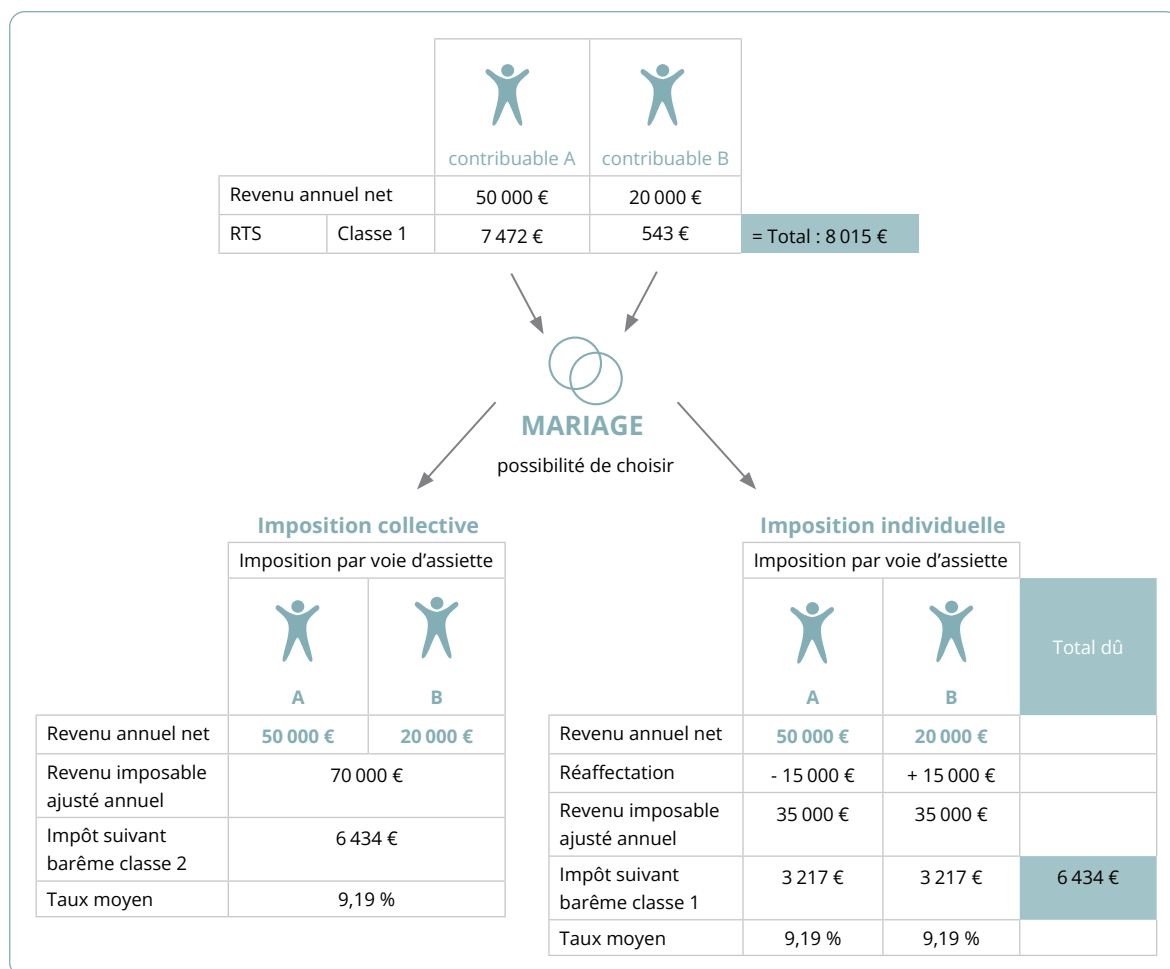 contribuable A contribuable B
Revenu annuel net 50 000 € 20 000 €
RTS Classe 1 7 472 € 543 € = Total : 8 015 €
MARIAGE
possibilité de choisir
Imposition collective
Imposition par voie d’assiette
A B
Revenu annuel net 50 000 € 20 000 €
Revenu imposable
ajusté annuel
70 000 €
Impôt suivant
barême classe 2
6 434 €
Taux moyen 9,19 %
Imposition individuelle
Imposition par voie d’assiette
Total dû
A B
Revenu annuel net 50 000 € 20 000 €
Réaffectation - 15 000 € + 15 000 €
Revenu imposable
ajusté annuel
35 000 € 35 000 €
Impôt suivant
barême classe 1
3 217 € 3 217 € 6 434 €
Taux moyen 9,19 % 9,19 %